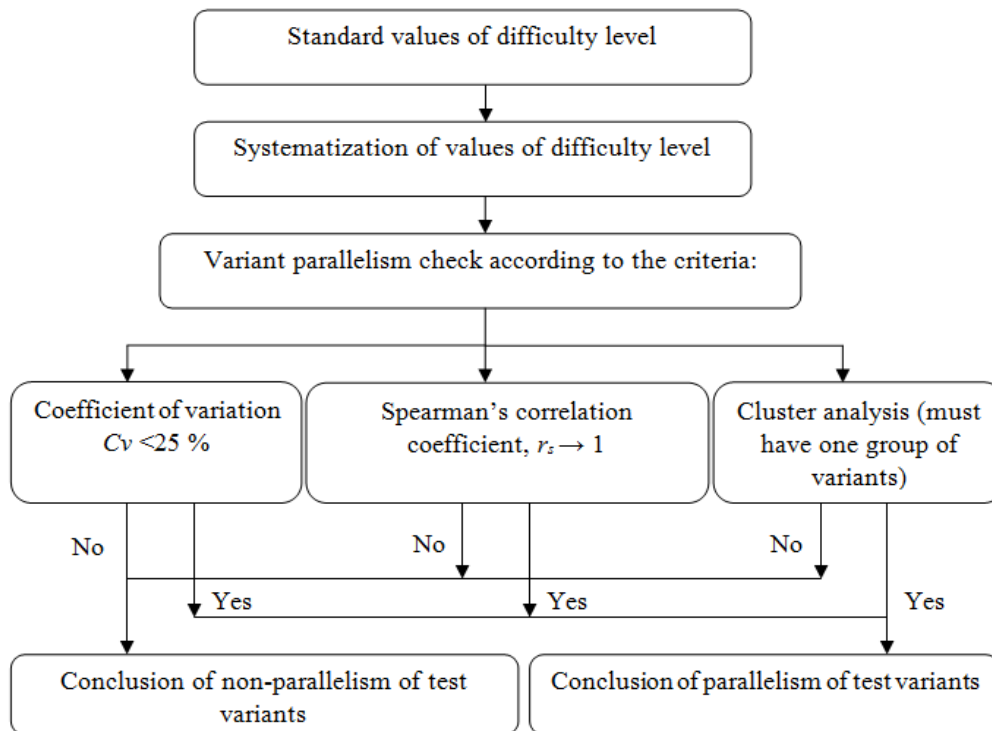 Standard values of difficulty level
Systematization of values of difficulty level
Variant parallelism check according to the criteria:
Coefficient of variation
Cv <25 %
Spearman’s correlation
coefficient, rₛ → 1
Cluster analysis (must
have one group of
variants)
No
No
No
Yes
Yes
Yes
Conclusion of non-parallelism of test
variants
Conclusion of parallelism of test variants